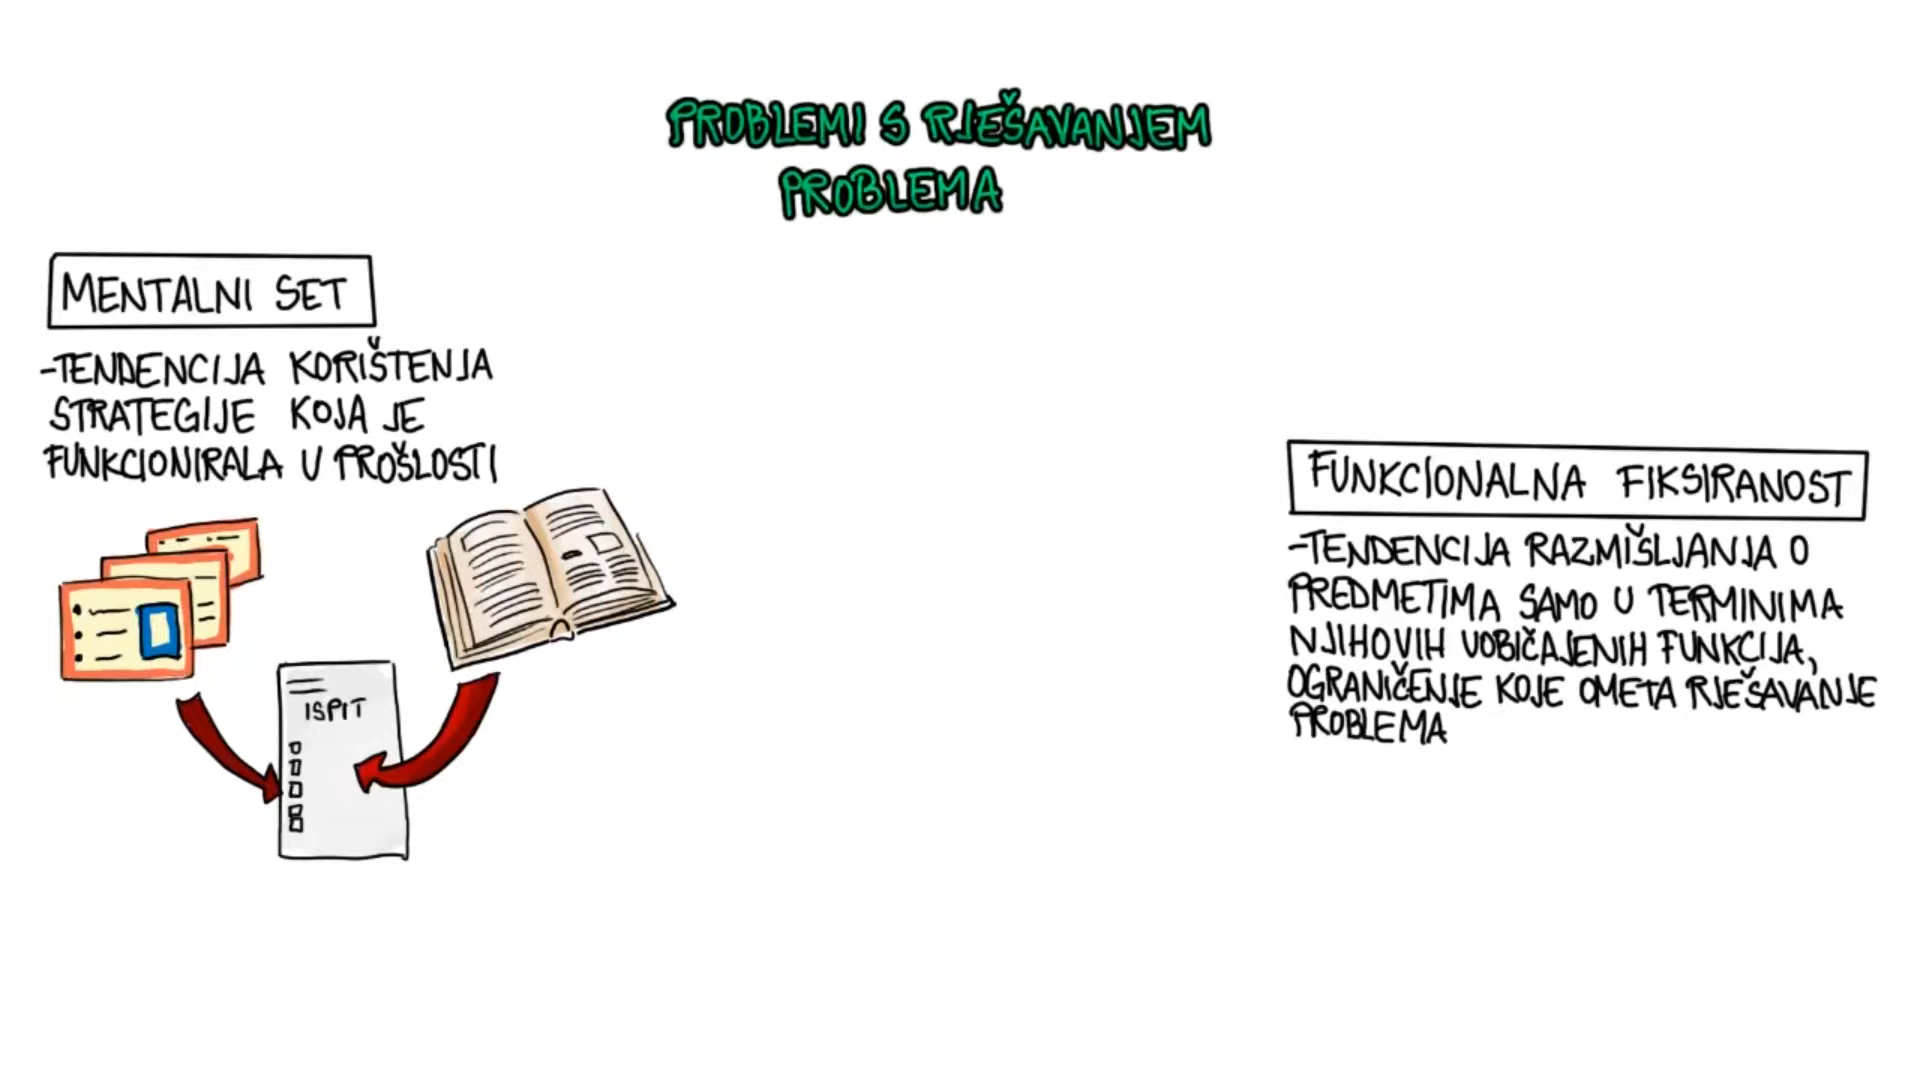 PROBLEMI S RJEŠAVANJEM
PROBLEMA
MENTALNI SET
-TENDENCIJA KORIŠTENJA
STRATEGIJE KOJA JE
FUNKCIONIRALA U PROŠLOSTI
ISPIT
FUNKCIONALNA FIKSIRANOST
-TENDENCIJA RAZMIŠLJANJA O
PREDMETIMA SAMO U TERMINIMA
NJIHOVIH UOBIČAJENIH FUNKCIJA,
OGRANIČENJE KOJE OMETA RJEŠAVANJE
PROBLEMA